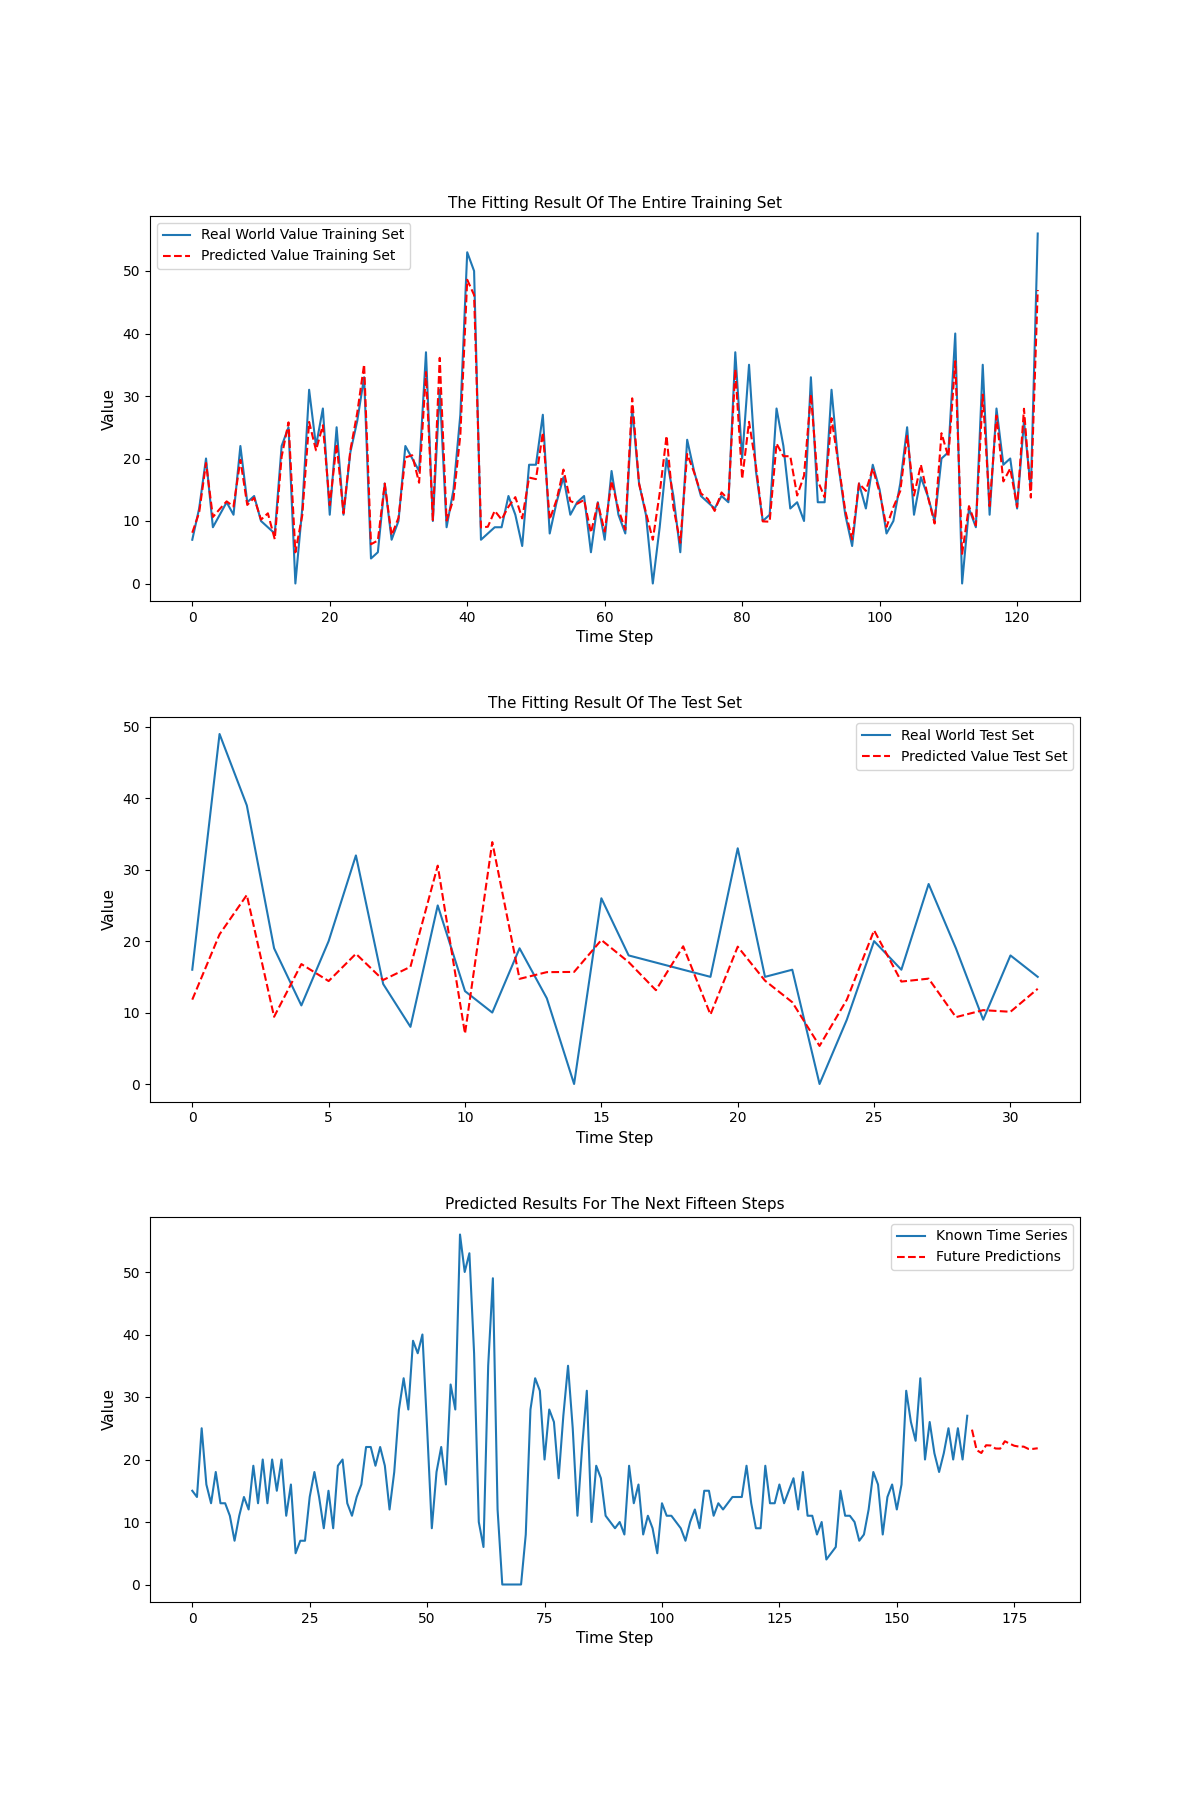 The Fitting Result Of The Entire Training Set
Real World Value Training Set
Predicted Value Training Set
Value
50
40
30
20
10
0
0 20 40 60 80 100 120
Time Step
The Fitting Result Of The Test Set
Real World Test Set
Predicted Value Test Set
Value
50
40
30
20
10
0
0 5 10 15 20 25 30
Time Step
Predicted Results For The Next Fifteen Steps
Known Time Series
Future Predictions
Value
50
40
30
20
10
0
0 25 50 75 100 125 150 175
Time Step